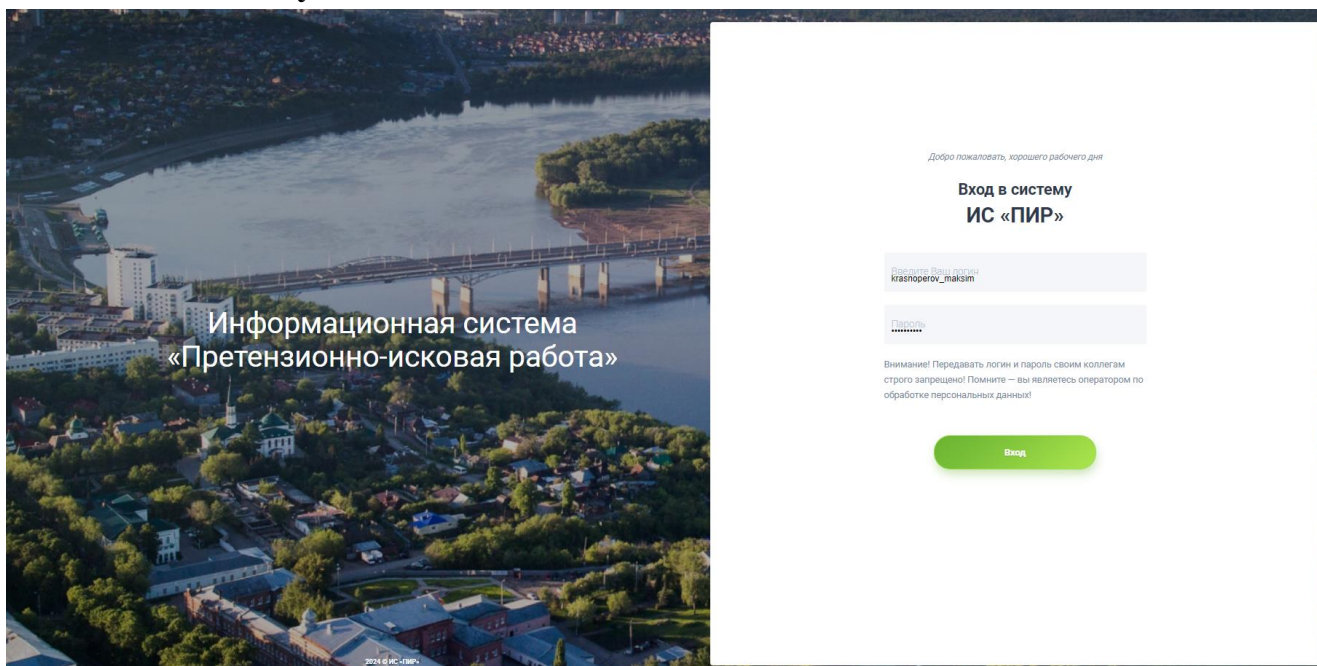 Информационная система
«Претензионно-исковая работа»
2024 © ИС «ПИР»
Добро пожаловать, хорошего рабочего дня
Вход в систему
ИС «ПИР»
Введите Ваш логин
krasnoperov_maksim
Пароль
••••••••••
Внимание! Передавать логин и пароль своим коллегам
строго запрещено! Помните — вы являетесь оператором по
обработке персональных данных!
Вход